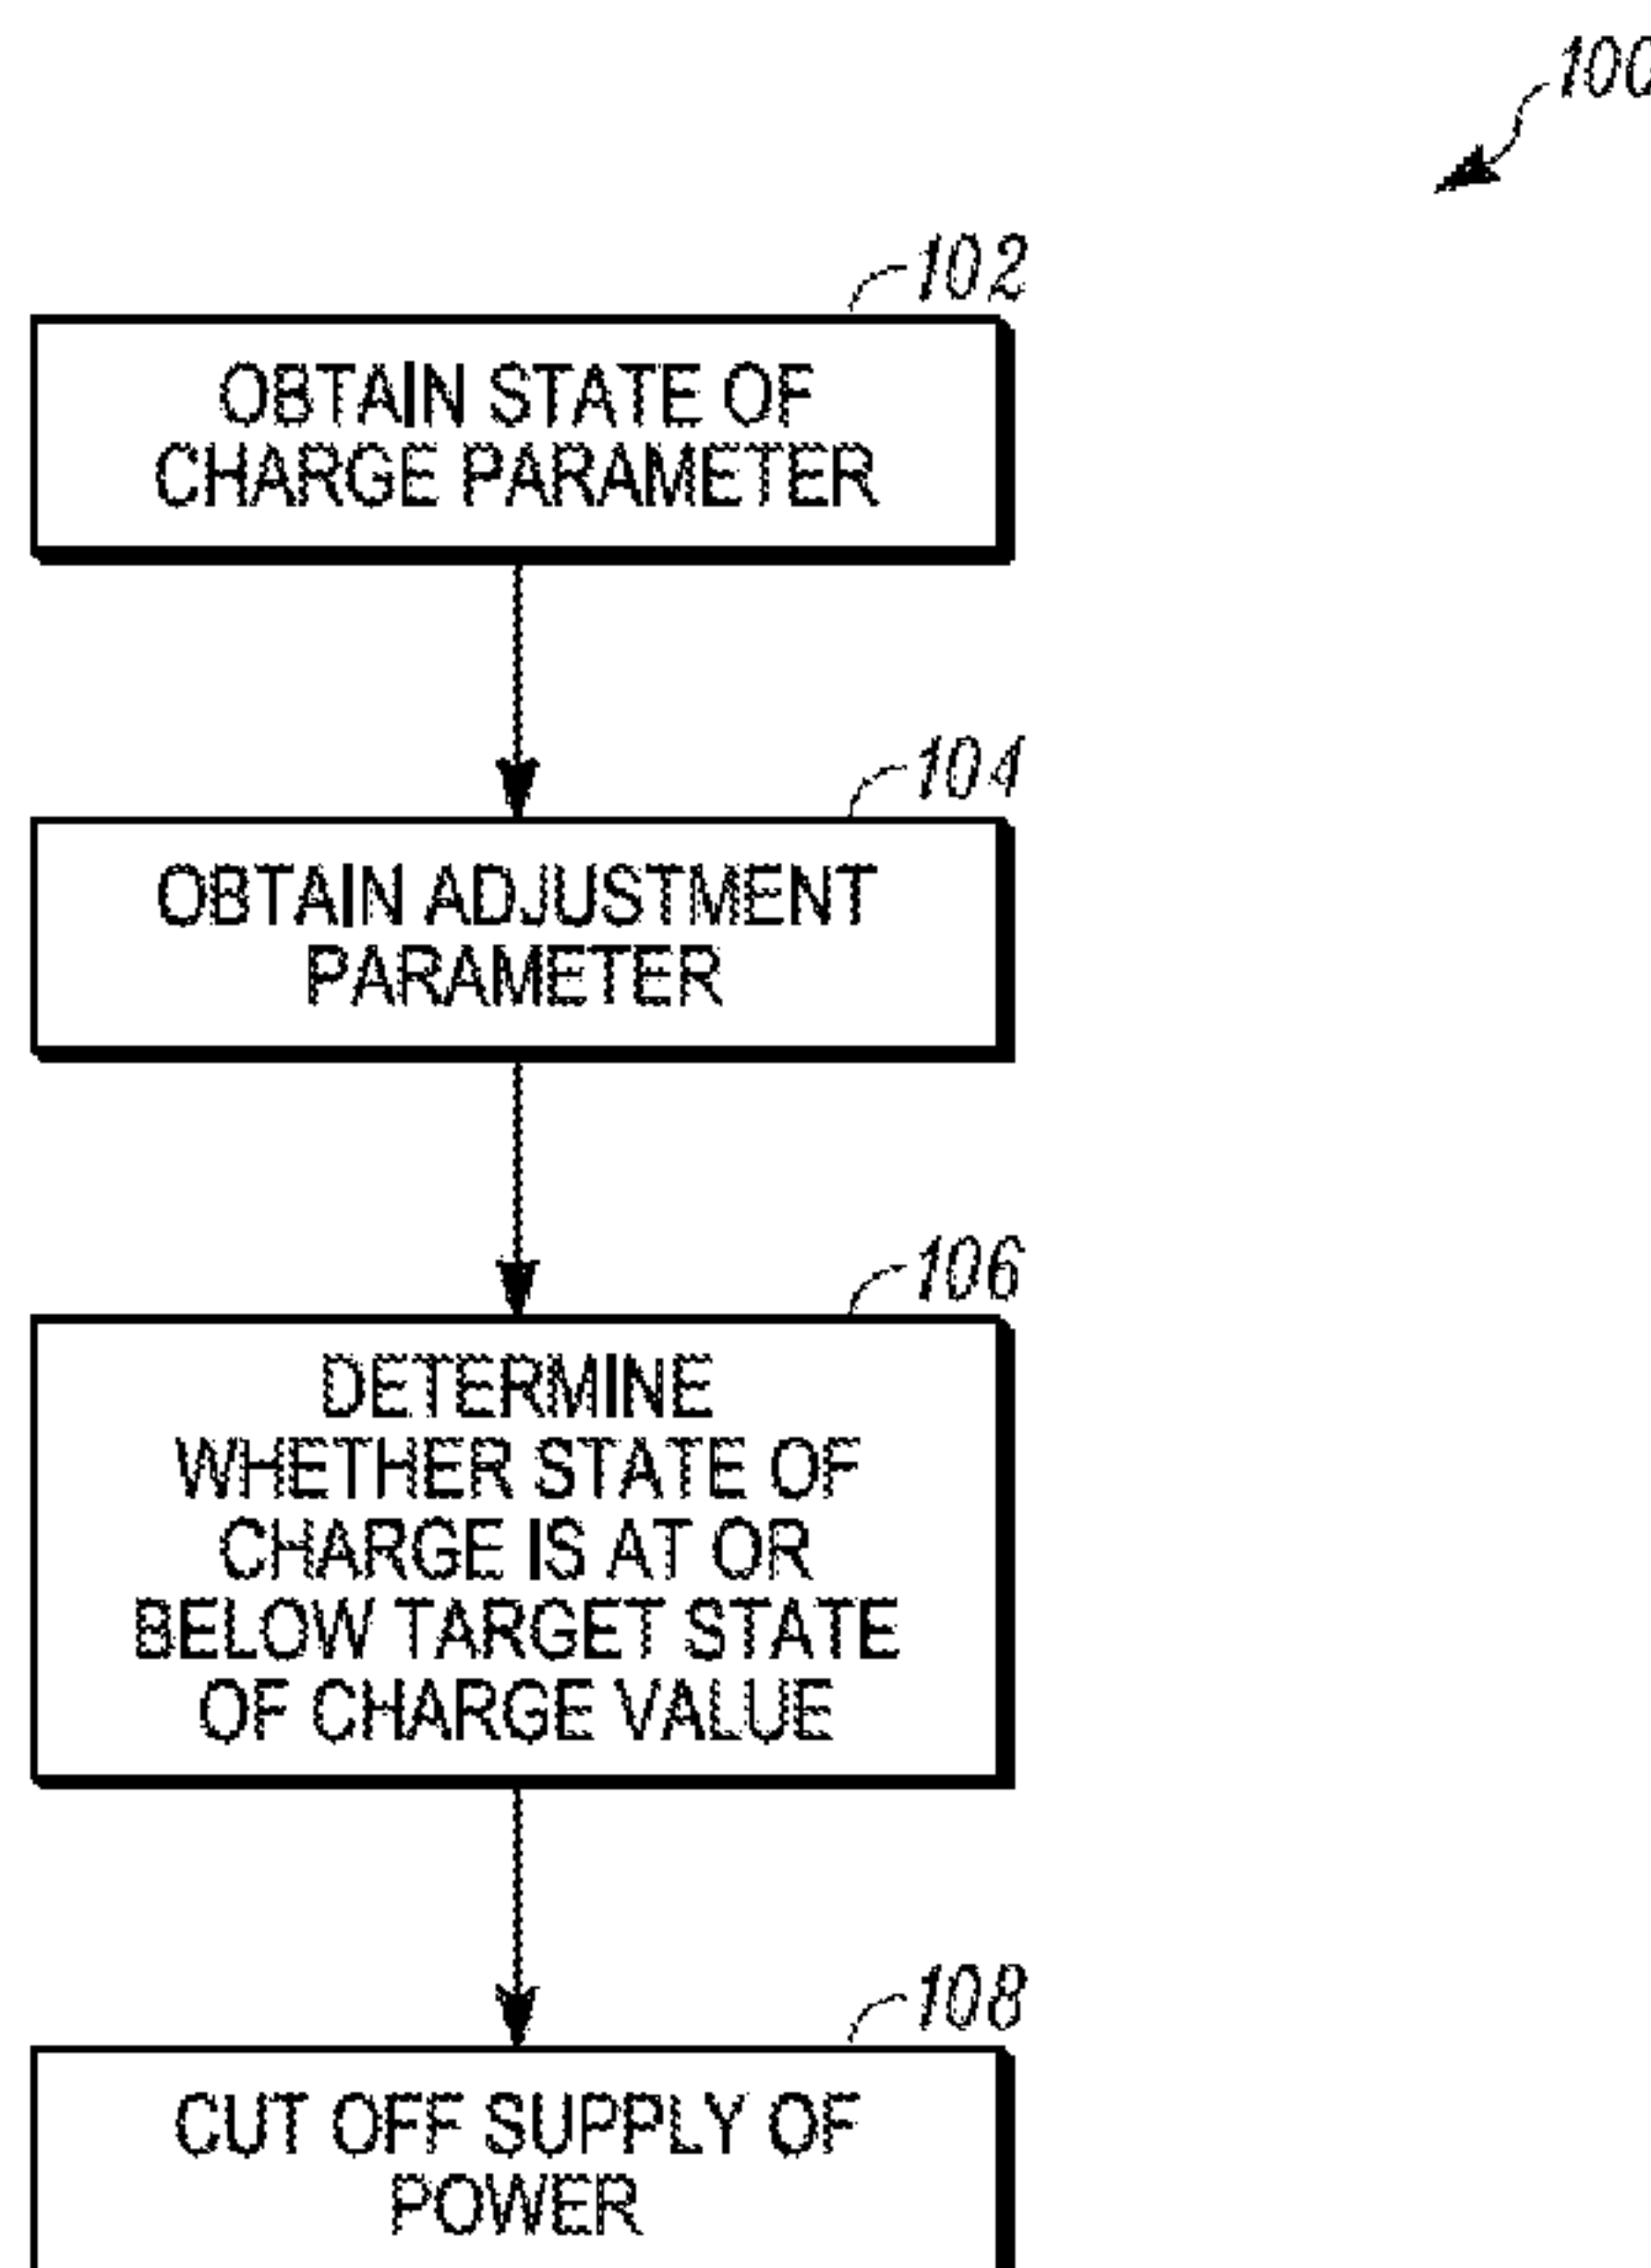 100
102
OBTAIN STATE OF
CHARGE PARAMETER
104
OBTAIN ADJUSTMENT
PARAMETER
106
DETERMINE
WHETHER STATE OF
CHARGE IS AT OR
BELOW TARGET STATE
OF CHARGE VALUE
108
CUT OFF SUPPLY OF
POWER